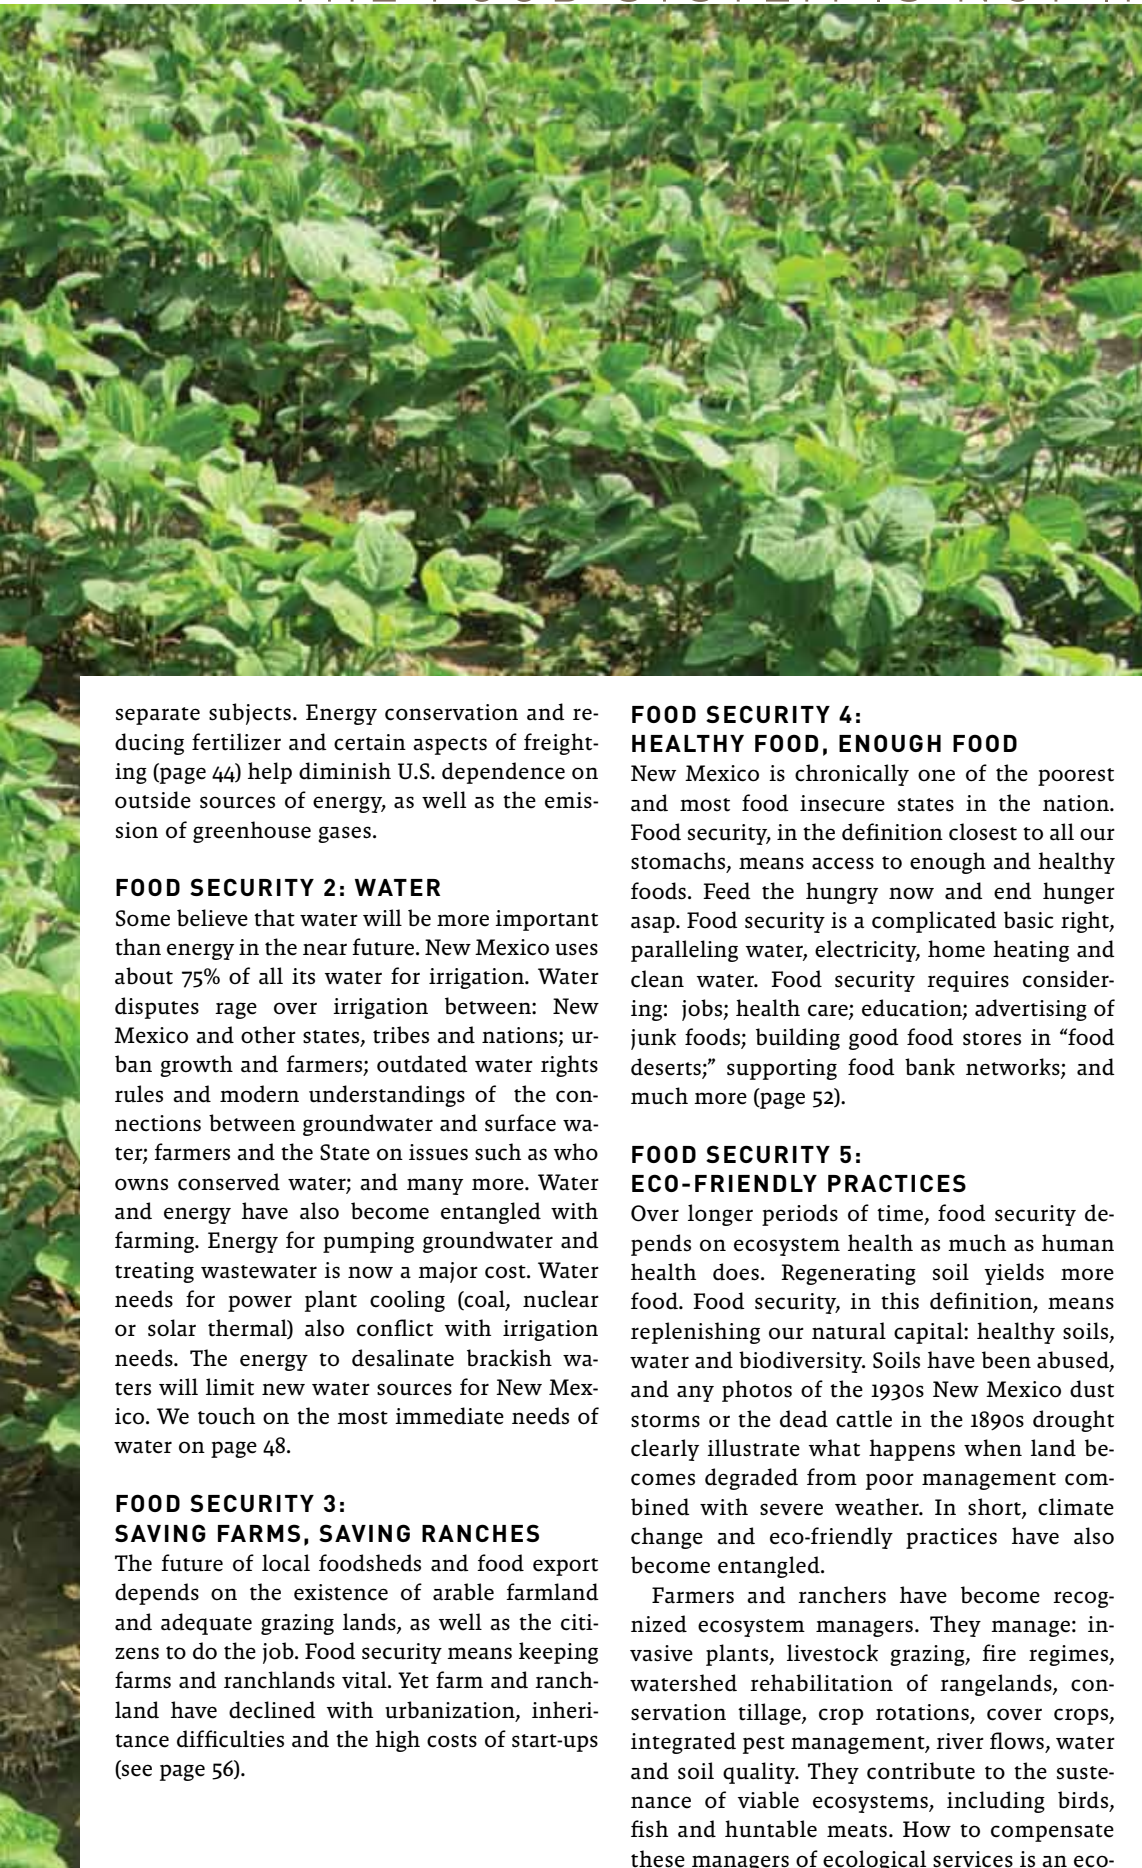 separate subjects. Energy conservation and re-
ducing fertilizer and certain aspects of freight-
ing (page 44) help diminish U.S. dependence on
outside sources of energy, as well as the emis-
sion of greenhouse gases.
FOOD SECURITY 2: WATER
Some believe that water will be more important
than energy in the near future. New Mexico uses
about 75% of all its water for irrigation. Water
disputes rage over irrigation between: New
Mexico and other states, tribes and nations; ur-
ban growth and farmers; outdated water rights
rules and modern understandings of the con-
nections between groundwater and surface wa-
ter; farmers and the State on issues such as who
owns conserved water; and many more. Water
and energy have also become entangled with
farming. Energy for pumping groundwater and
treating wastewater is now a major cost. Water
needs for power plant cooling (coal, nuclear
or solar thermal) also conflict with irrigation
needs. The energy to desalinate brackish wa-
ters will limit new water sources for New Mex-
ico. We touch on the most immediate needs of
water on page 48.
FOOD SECURITY 3:
SAVING FARMS, SAVING RANCHES
The future of local foodsheds and food export
depends on the existence of arable farmland
and adequate grazing lands, as well as the citi-
zens to do the job. Food security means keeping
farms and ranchlands vital. Yet farm and ranch-
land have declined with urbanization, inheri-
tance difficulties and the high costs of start-ups
(see page 56).
FOOD SECURITY 4:
HEALTHY FOOD, ENOUGH FOOD
New Mexico is chronically one of the poorest
and most food insecure states in the nation.
Food security, in the definition closest to all our
stomachs, means access to enough and healthy
foods. Feed the hungry now and end hunger
asap. Food security is a complicated basic right,
paralleling water, electricity, home heating and
clean water. Food security requires consider-
ing: jobs; health care; education; advertising of
junk foods; building good food stores in “food
deserts;” supporting food bank networks; and
much more (page 52).
FOOD SECURITY 5:
ECO-FRIENDLY PRACTICES
Over longer periods of time, food security de-
pends on ecosystem health as much as human
health does. Regenerating soil yields more
food. Food security, in this definition, means
replenishing our natural capital: healthy soils,
water and biodiversity. Soils have been abused,
and any photos of the 1930s New Mexico dust
storms or the dead cattle in the 1890s drought
clearly illustrate what happens when land be-
comes degraded from poor management com-
bined with severe weather. In short, climate
change and eco-friendly practices have also
become entangled.
Farmers and ranchers have become recog-
nized ecosystem managers. They manage: in-
vasive plants, livestock grazing, fire regimes,
watershed rehabilitation of rangelands, con-
servation tillage, crop rotations, cover crops,
integrated pest management, river flows, water
and soil quality. They contribute to the suste-
nance of viable ecosystems, including birds,
fish and huntable meats. How to compensate
these managers of ecological services is an eco-